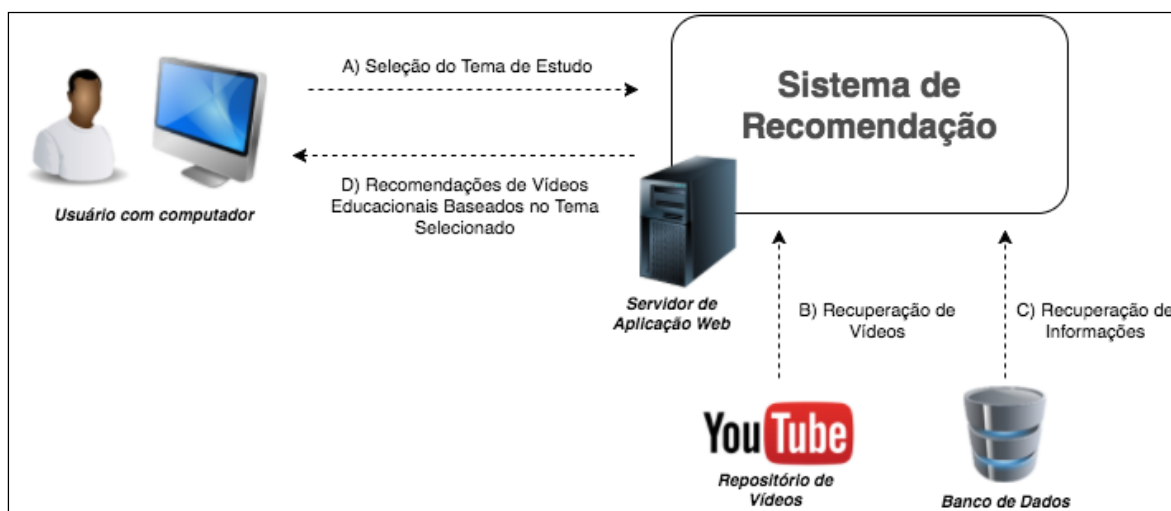 A) Seleção do Tema de Estudo
Sistema de
Recomendação
D) Recomendações de Vídeos
Educacionais Baseados no Tema
Selecionado
Usuário com computador
Servidor de
Aplicação Web
B) Recuperação de
Vídeos
C) Recuperação de
Informações
YouTube
Repositório de
Vídeos
Banco de Dados